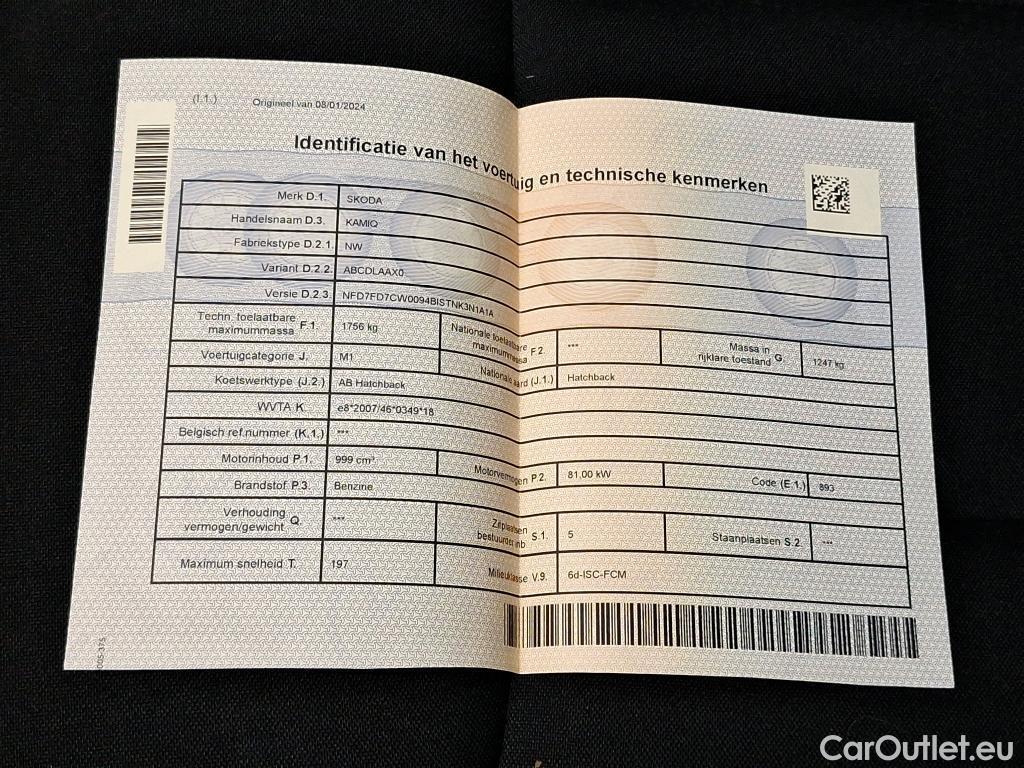 (I.1.) Origineel van 08/01/2024
Identificatie van het voertuig en technische kenmerken
Merk D.1. SKODA
Handelsnaam D.3. KAMIQ
Fabriekstype D.2.1. NW
Variant D.2.2. ABCDLAAX0
Versie D.2.3. NFD7FD7CW0094BISTNK3N1A1A
Techn. toelaatbare
maximummassa F.1. 1756 kg
Nationale toelaatbare
maximummassa F.2. ---
Massa in
rijklare toestand G. 1247 kg
Voertuigcategorie J. M1
Nationale aard (J.1.) Hatchback
Koetswerktype (J.2.) AB Hatchback
WVTA K. e8*2007/46*0349*18
Belgisch ref.nummer (K.1.) ---
Motorinhoud P.1. 999 cm³
Motorvermogen P.2. 81,00 kW
Code (E.1.) 893
Brandstof P.3. Benzine
Verhouding
vermogen/gewicht Q. ---
Zitplaatsen
bestuurder inb S.1. 5
Staanplaatsen S.2. ---
Maximum snelheid T. 197
Milieuklasse V.9. 6d-ISC-FCM
005-375
CarOutlet.eu